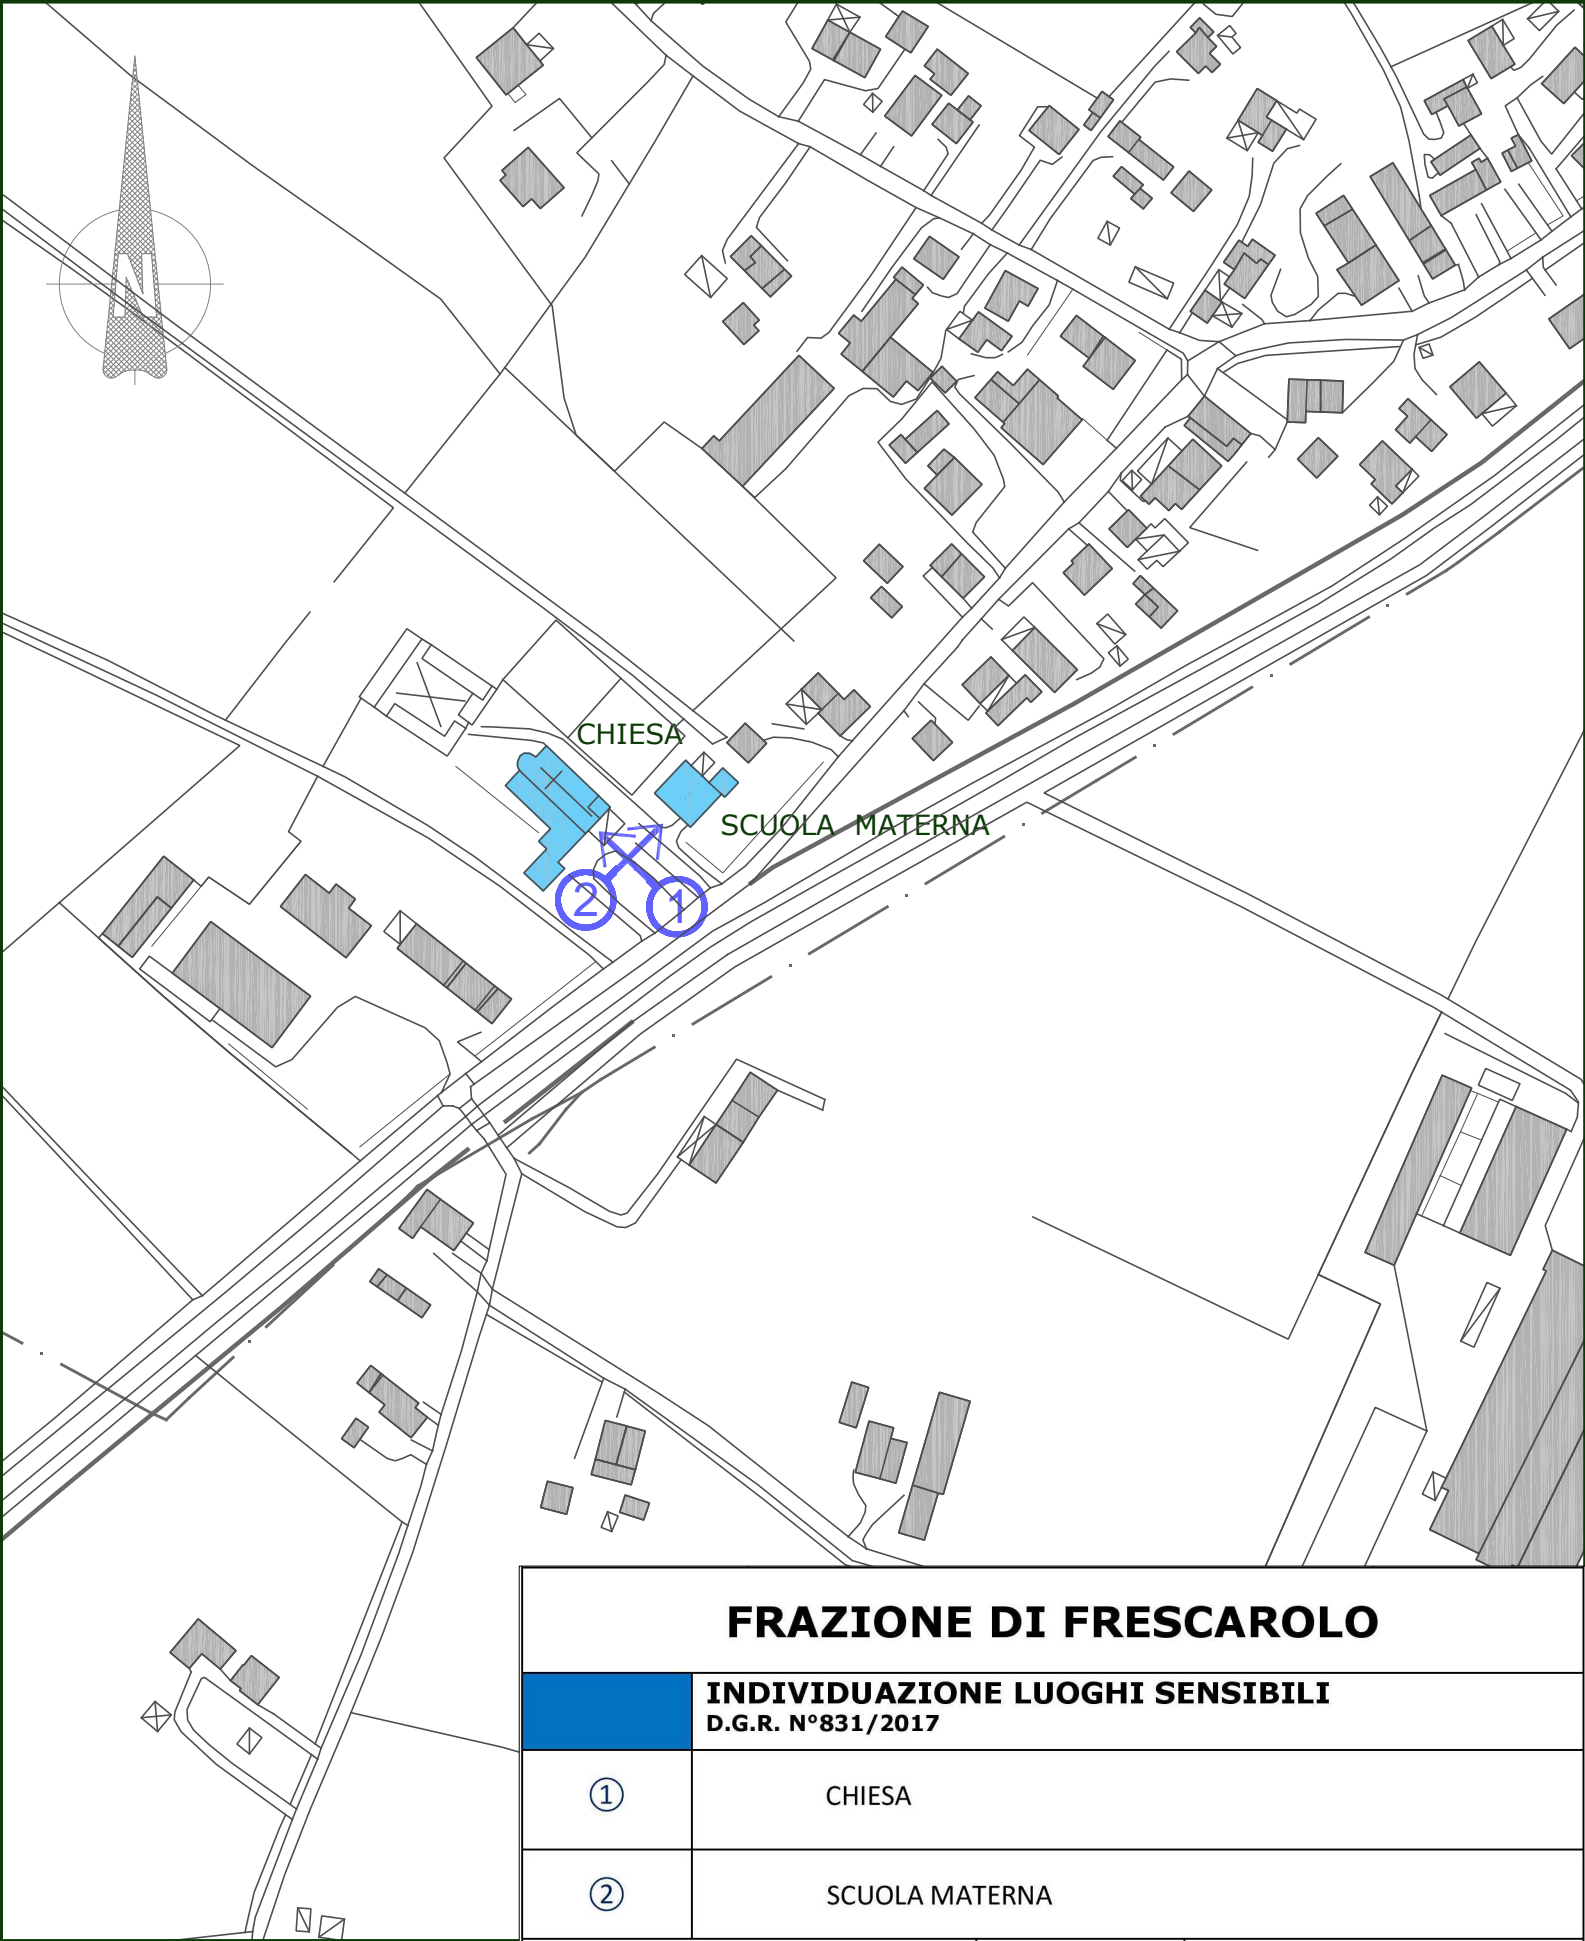 N
CHIESA
SCUOLA MATERNA
2
1
FRAZIONE DI FRESCAROLO
INDIVIDUAZIONE LUOGHI SENSIBILI
D.G.R. N°831/2017
① CHIESA
② SCUOLA MATERNA